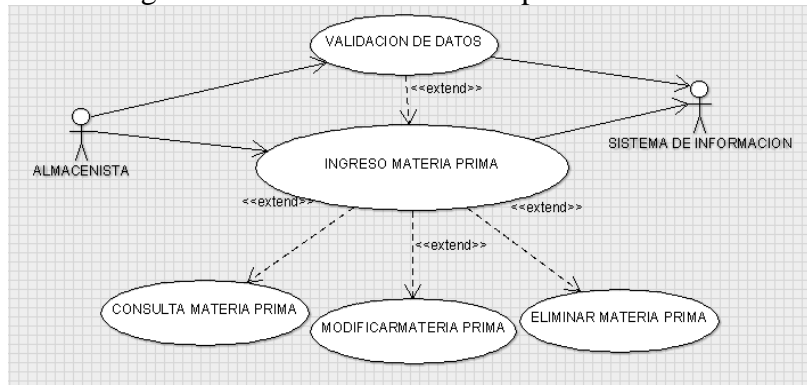 VALIDACION DE DATOS
<<extend>>
ALMACENISTA
SISTEMA DE INFORMACION
INGRESO MATERIA PRIMA
<<extend>>
<<extend>>
<<extend>>
CONSULTA MATERIA PRIMA
MODIFICARMATERIA PRIMA
ELIMINAR MATERIA PRIMA